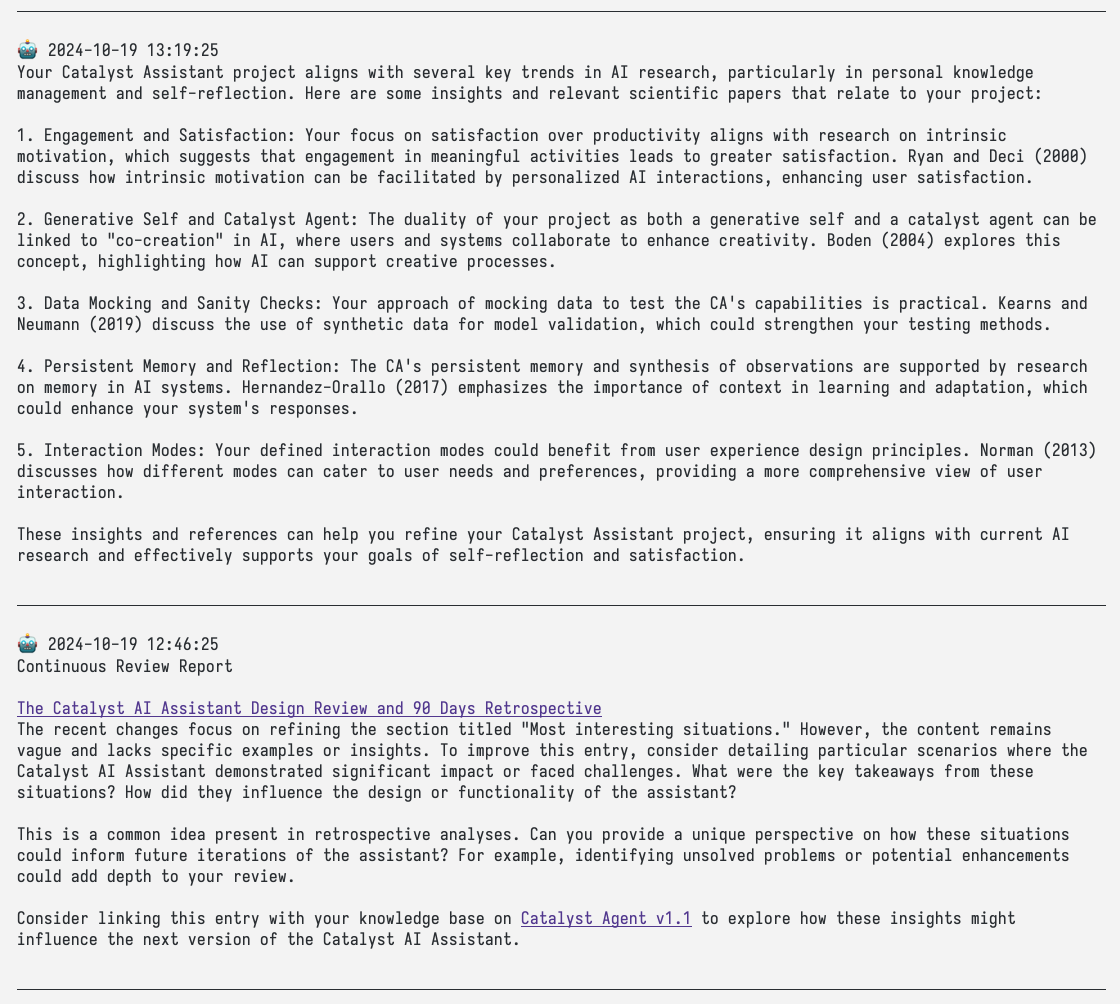 🤖 2024-10-19 13:19:25
Your Catalyst Assistant project aligns with several key trends in AI research, particularly in personal knowledge
management and self-reflection. Here are some insights and relevant scientific papers that relate to your project:
1. Engagement and Satisfaction: Your focus on satisfaction over productivity aligns with research on intrinsic
motivation, which suggests that engagement in meaningful activities leads to greater satisfaction. Ryan and Deci (2000)
discuss how intrinsic motivation can be facilitated by personalized AI interactions, enhancing user satisfaction.
2. Generative Self and Catalyst Agent: The duality of your project as both a generative self and a catalyst agent can be
linked to "co-creation" in AI, where users and systems collaborate to enhance creativity. Boden (2004) explores this
concept, highlighting how AI can support creative processes.
3. Data Mocking and Sanity Checks: Your approach of mocking data to test the CA's capabilities is practical. Kearns and
Neumann (2019) discuss the use of synthetic data for model validation, which could strengthen your testing methods.
4. Persistent Memory and Reflection: The CA's persistent memory and synthesis of observations are supported by research
on memory in AI systems. Hernandez-Orallo (2017) emphasizes the importance of context in learning and adaptation, which
could enhance your system's responses.
5. Interaction Modes: Your defined interaction modes could benefit from user experience design principles. Norman (2013)
discusses how different modes can cater to user needs and preferences, providing a more comprehensive view of user
interaction.
These insights and references can help you refine your Catalyst Assistant project, ensuring it aligns with current AI
research and effectively supports your goals of self-reflection and satisfaction.
🤖 2024-10-19 12:46:25
Continuous Review Report
The Catalyst AI Assistant Design Review and 90 Days Retrospective
The recent changes focus on refining the section titled "Most interesting situations." However, the content remains
vague and lacks specific examples or insights. To improve this entry, consider detailing particular scenarios where the
Catalyst AI Assistant demonstrated significant impact or faced challenges. What were the key takeaways from these
situations? How did they influence the design or functionality of the assistant?
This is a common idea present in retrospective analyses. Can you provide a unique perspective on how these situations
could inform future iterations of the assistant? For example, identifying unsolved problems or potential enhancements
could add depth to your review.
Consider linking this entry with your knowledge base on Catalyst Agent v1.1 to explore how these insights might
influence the next version of the Catalyst AI Assistant.